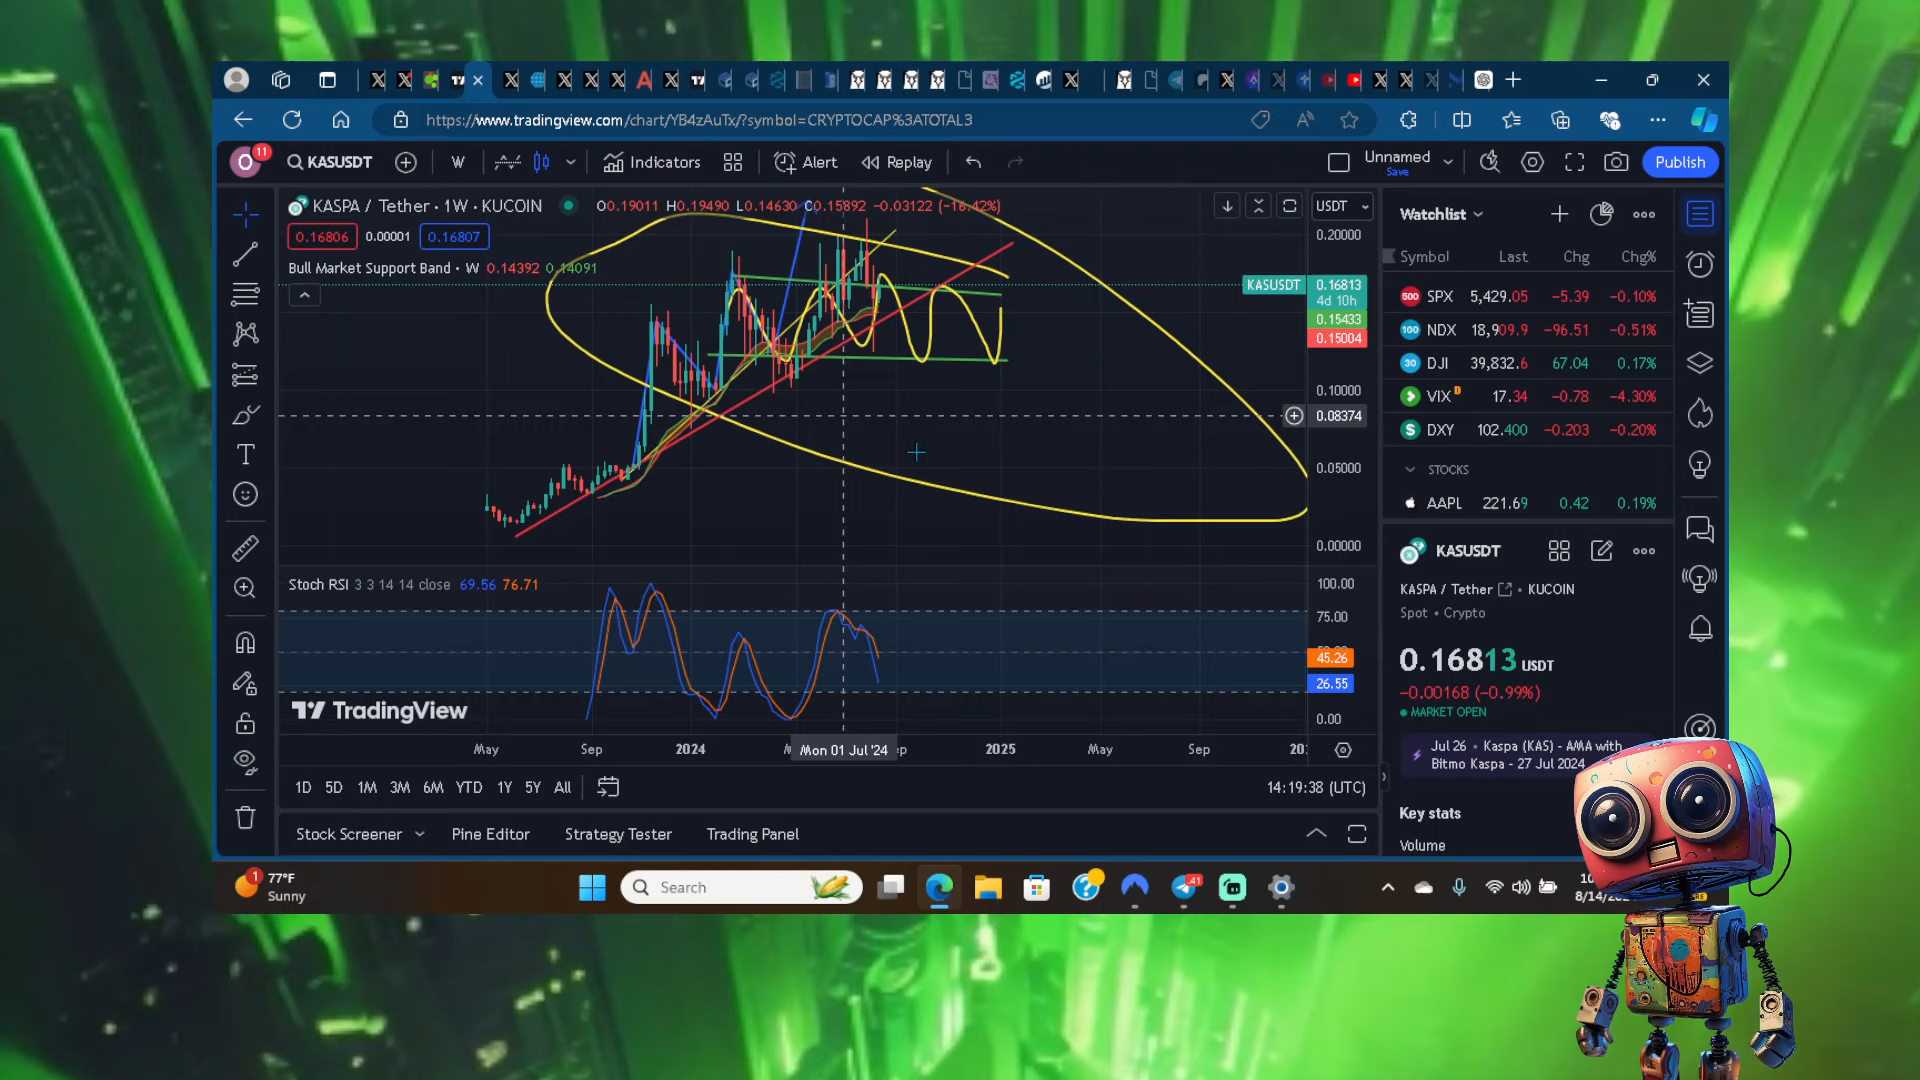 https://www.tradingview.com/chart/YB4zAuTx/?symbol=CRYPTOCAP%3ATOTAL3
O 11 KASUSDT W Indicators Alert Replay Unnamed Save Publish
KASPA / Tether · 1W · KUCOIN O0.19011 H0.19490 L0.14630 C0.15892 −0.03122 (−16.42%) USDT
0.16806 0.00001 0.16807
Bull Market Support Band · W 0.14392 0.14091
0.20000
KASUSDT 0.16813
4d 10h
0.15433
0.15004
0.10000
0.08374
0.05000
0.00000
Stoch RSI 3 3 14 14 close 69.56 76.71
100.00
75.00
45.26
26.55
0.00
TradingView
May Sep 2024 Mon 01 Jul '24 2025 May Sep
1D 5D 1M 3M 6M YTD 1Y 5Y All 14:19:38 (UTC)
Stock Screener Pine Editor Strategy Tester Trading Panel
Watchlist
Symbol Last Chg Chg%
500 SPX 5,429.05 −5.39 −0.10%
100 NDX 18,909.9 −96.51 −0.51%
30 DJI 39,832.6 67.04 0.17%
VIX D 17.34 −0.78 −4.30%
S DXY 102.400 −0.203 −0.20%
STOCKS
AAPL 221.69 0.42 0.19%
KASUSDT
KASPA / Tether • KUCOIN
Spot • Crypto
0.16813 USDT
−0.00168 (−0.99%)
MARKET OPEN
Jul 26 • Kaspa (KAS) - AMA with
Bitmo Kaspa - 27 Jul 2024
Key stats
Volume
1 77°F
Sunny
Search
41